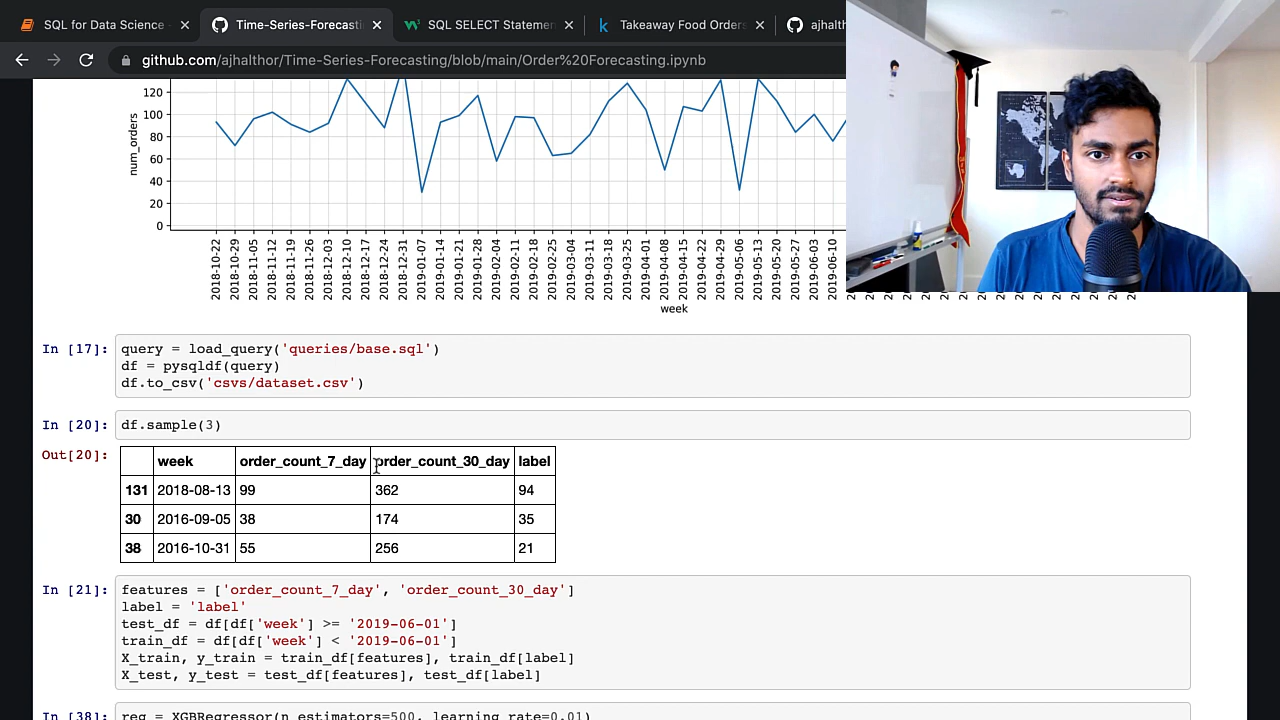 SQL for Data Science
Time-Series-Forecasti
SQL SELECT Statemen
Takeaway Food Orders
ajhalth
github.com/ajhalthor/Time-Series-Forecasting/blob/main/Order%20Forecasting.ipynb
num_orders
120
100
80
60
40
20
0
2018-10-22
2018-10-29
2018-11-05
2018-11-12
2018-11-19
2018-11-26
2018-12-03
2018-12-10
2018-12-17
2018-12-24
2018-12-31
2019-01-07
2019-01-14
2019-01-21
2019-01-28
2019-02-04
2019-02-11
2019-02-18
2019-02-25
2019-03-04
2019-03-11
2019-03-18
2019-03-25
2019-04-01
2019-04-08
2019-04-15
2019-04-22
2019-04-29
2019-05-06
2019-05-13
2019-05-20
2019-05-27
2019-06-03
2019-06-10
week
In [17]: query = load_query('queries/base.sql')
df = pysqldf(query)
df.to_csv('csvs/dataset.csv')
In [20]: df.sample(3)
Out[20]:
week order_count_7_day order_count_30_day label
131 2018-08-13 99 362 94
30 2016-09-05 38 174 35
38 2016-10-31 55 256 21
In [21]: features = ['order_count_7_day', 'order_count_30_day']
label = 'label'
test_df = df[df['week'] >= '2019-06-01']
train_df = df[df['week'] < '2019-06-01']
X_train, y_train = train_df[features], train_df[label]
X_test, y_test = test_df[features], test_df[label]
In [38]: reg = XGBRegressor(n_estimators=500, learning_rate=0.01)